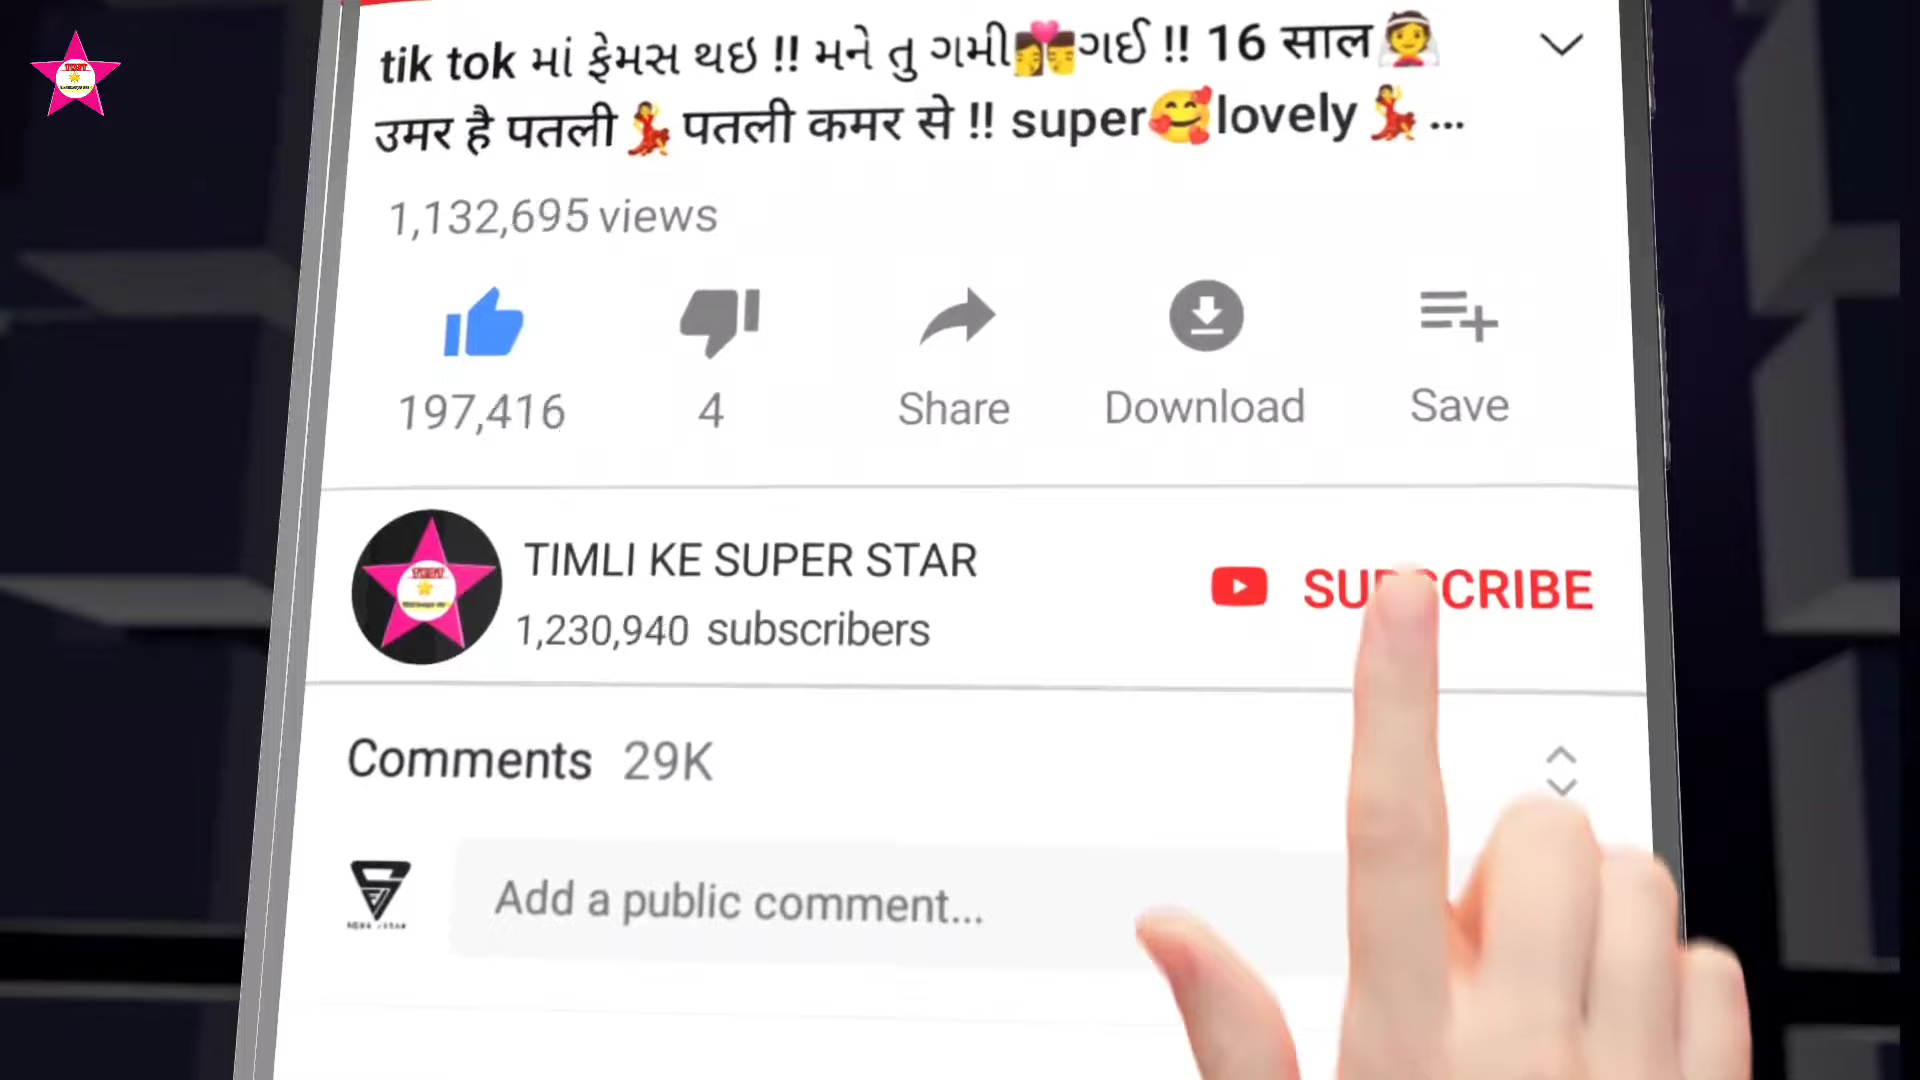 tik tok માં ફેમસ થઇ !! મને તુ ગમી💏ગઈ !! 16 साल👰
उमर है पतली💃पतली कमर से !! super🥰lovely💃...
1,132,695 views
197,416
4
Share
Download
Save
TIMLI KE SUPER STAR
SUBSCRIBE
1,230,940 subscribers
Comments 29K
Add a public comment...